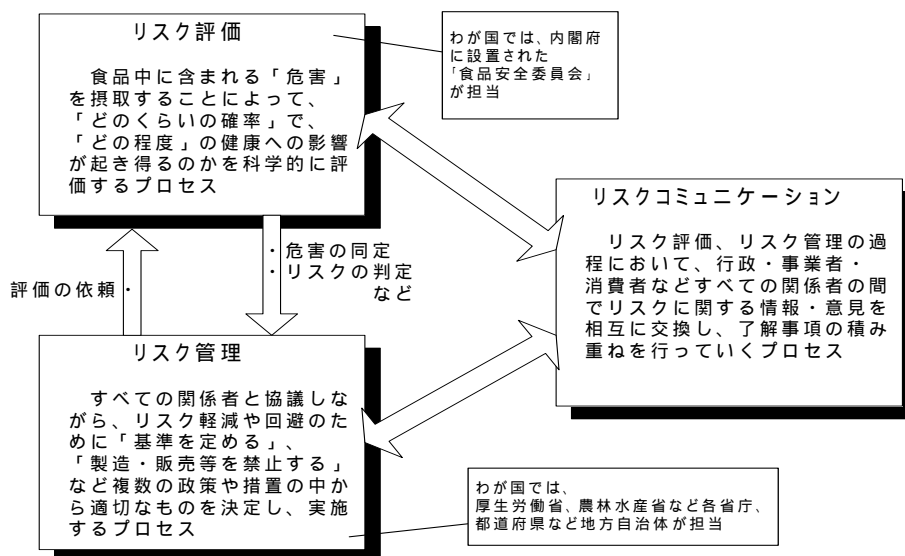 リスク評価
食品中に含まれる「危害」
を摂取することによって、
「どのくらいの確率」で、
「どの程度」の健康への影響
が起き得るのかを科学的に評
価するプロセス
わが国では、内閣府
に設置された
「食品安全委員会」
が担当
リスクコミュニケーション
リスク評価、リスク管理の過
程において、行政・事業者・
消費者などすべての関係者の間
でリスクに関する情報・意見を
相互に交換し、了解事項の積み
重ねを行っていくプロセス
・危害の同定
・リスクの判定
など
評価の依頼・
リスク管理
すべての関係者と協議しな
がら、リスク軽減や回避のた
めに「基準を定める」、
「製造・販売等を禁止する」
など複数の政策や措置の中か
ら適切なものを決定し、実施
するプロセス
わが国では、
厚生労働省、農林水産省など各省庁、
都道府県など地方自治体が担当